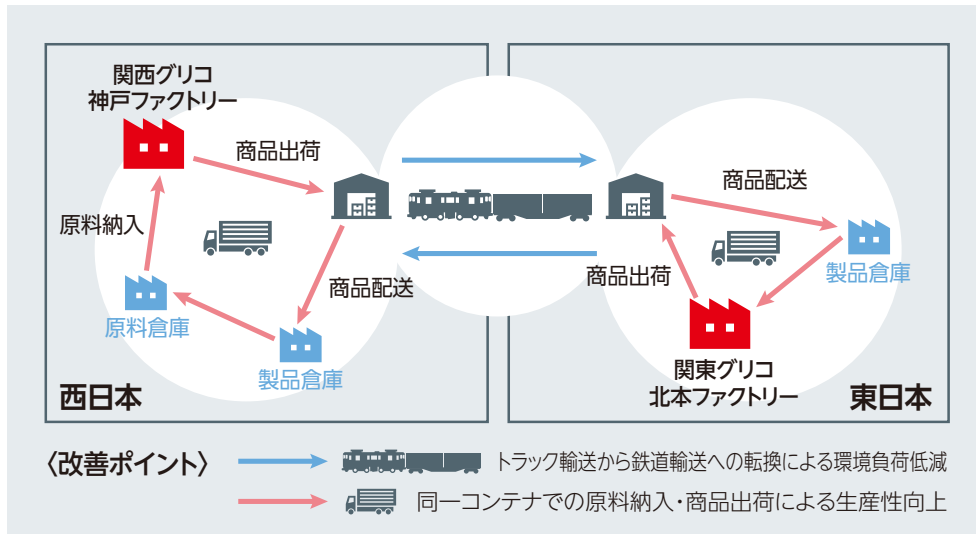 関西グリコ
神戸ファクトリー
商品出荷
原料納入
商品配送
原料倉庫
製品倉庫
西日本
商品配送
商品出荷
製品倉庫
関東グリコ
北本ファクトリー
東日本
〈改善ポイント〉
トラック輸送から鉄道輸送への転換による環境負荷低減
同一コンテナでの原料納入・商品出荷による生産性向上